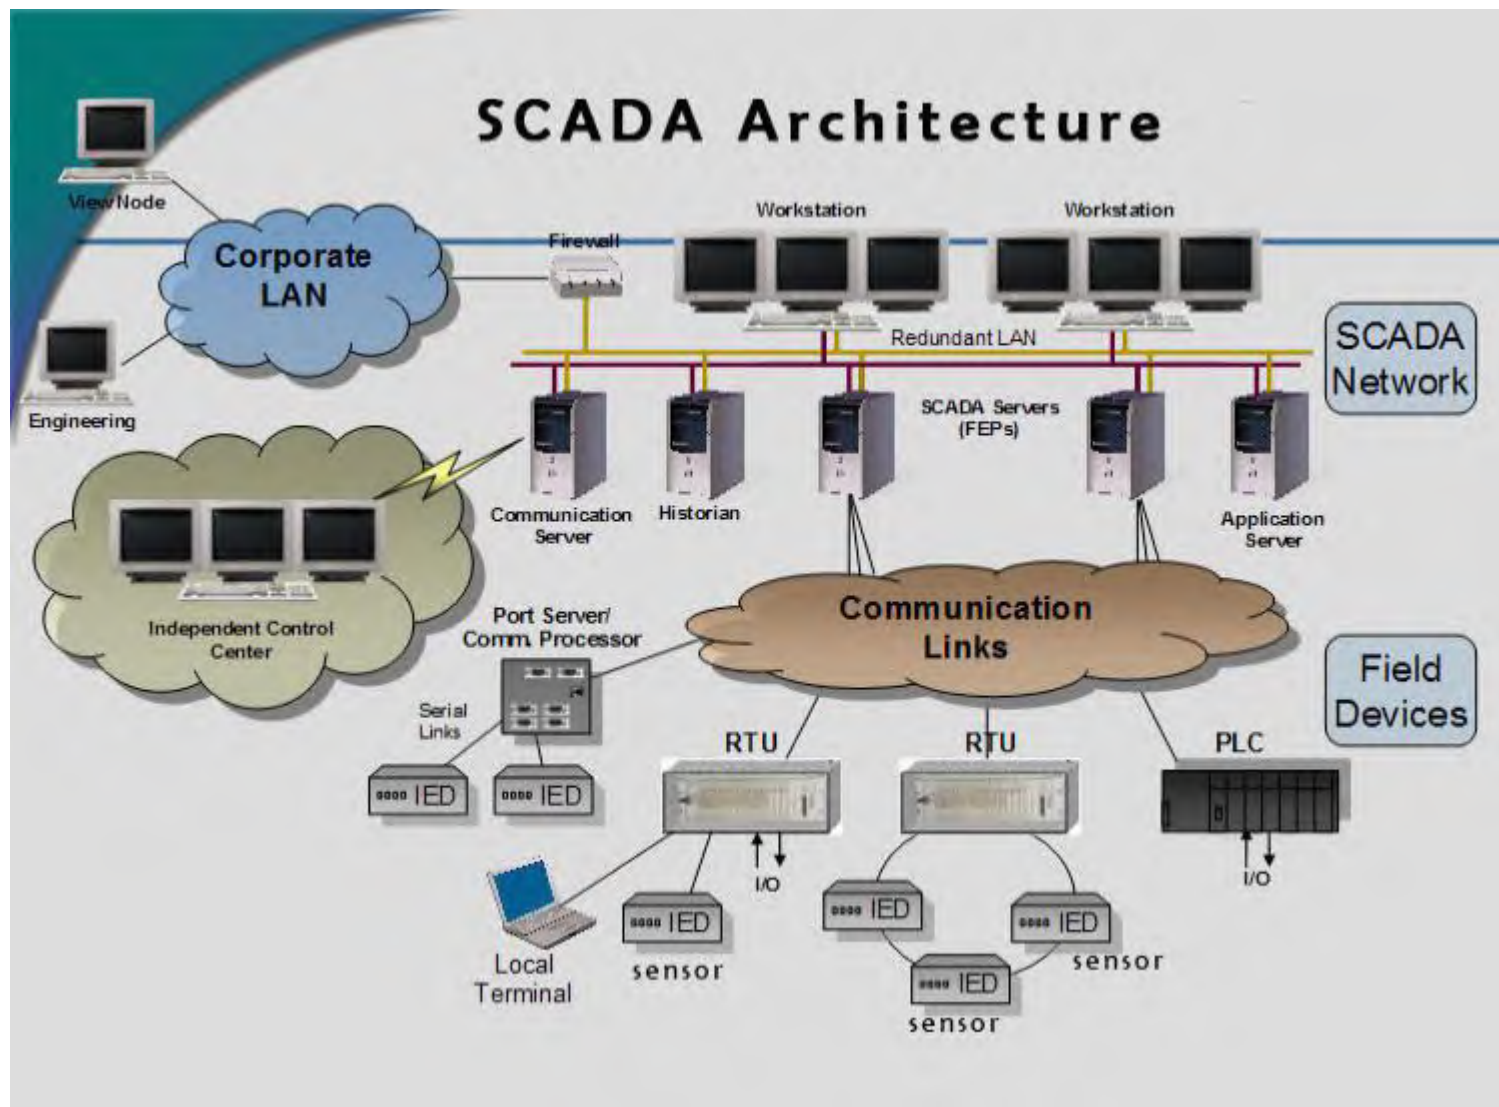 SCADA Architecture
View Node
Corporate
LAN
Firewall
Workstation
Workstation
Redundant LAN
SCADA
Network
Engineering
SCADA Servers
(FEPs)
Communication
Server
Historian
Application
Server
Independent Control
Center
Port Server/
Comm. Processor
Communication
Links
Field
Devices
Serial
Links
RTU
RTU
PLC
IED
IED
I/O
I/O
IED
IED
IED
IED
Local
Terminal
sensor
sensor
sensor